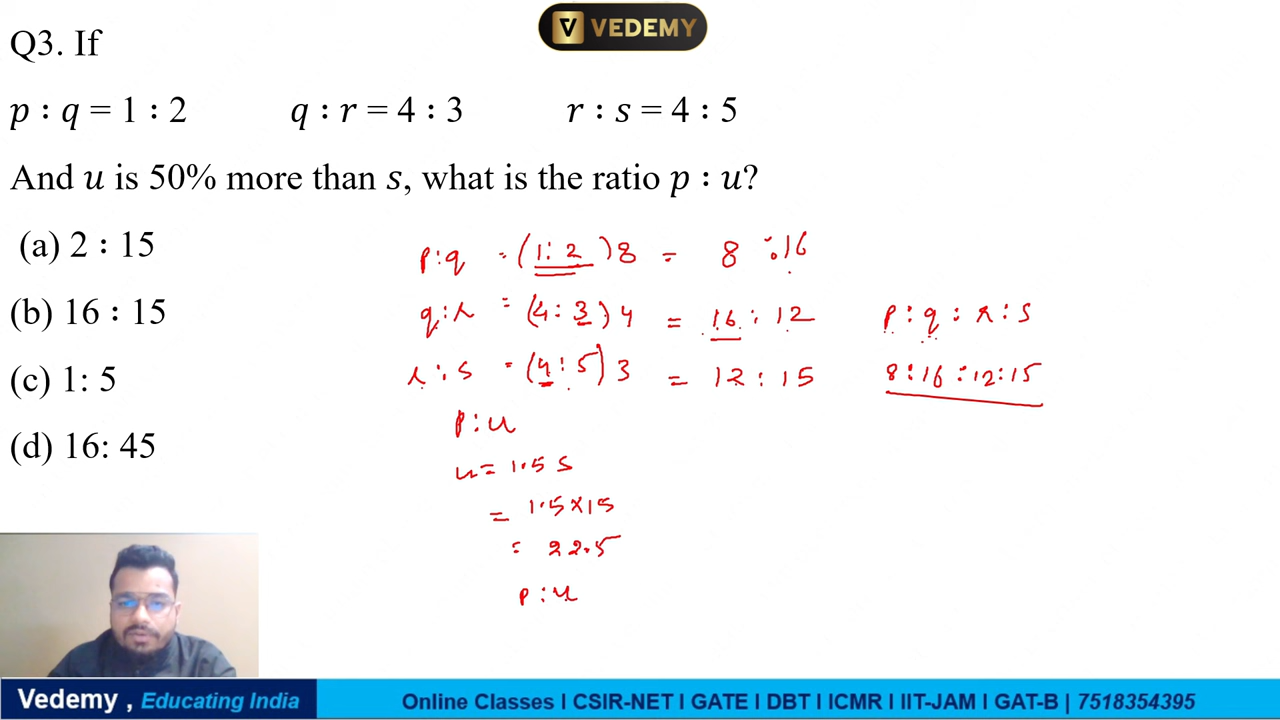 VEDEMY
Q3. If
p : q = 1 : 2 q : r = 4 : 3 r : s = 4 : 5
And u is 50% more than s, what is the ratio p : u?
(a) 2 : 15
(b) 16 : 15
(c) 1: 5
(d) 16: 45
p:q = (1:2)8 = 8 : 16
q:r = (4:3)4 = 16 : 12
r:s = (4:5)3 = 12 : 15
p:q:r:s
8:16:12:15
p:u
u = 1.5 s
= 1.5×15
= 22.5
p:u
Vedemy , Educating India
Online Classes I CSIR-NET I GATE I DBT I ICMR I IIT-JAM I GAT-B | 7518354395